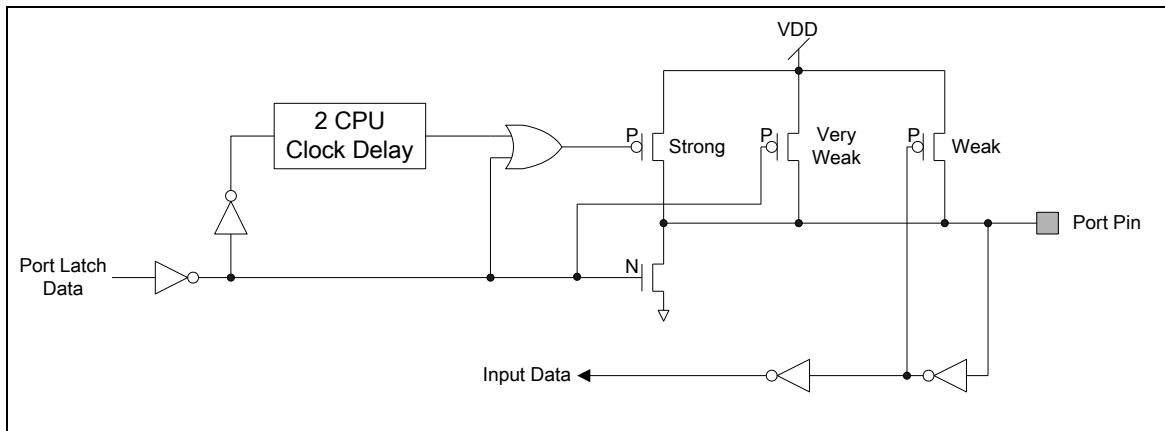 VDD
2 CPU
Clock Delay
P
Strong
P
Very
Weak
P
Weak
Port Pin
Port Latch
Data
N
Input Data